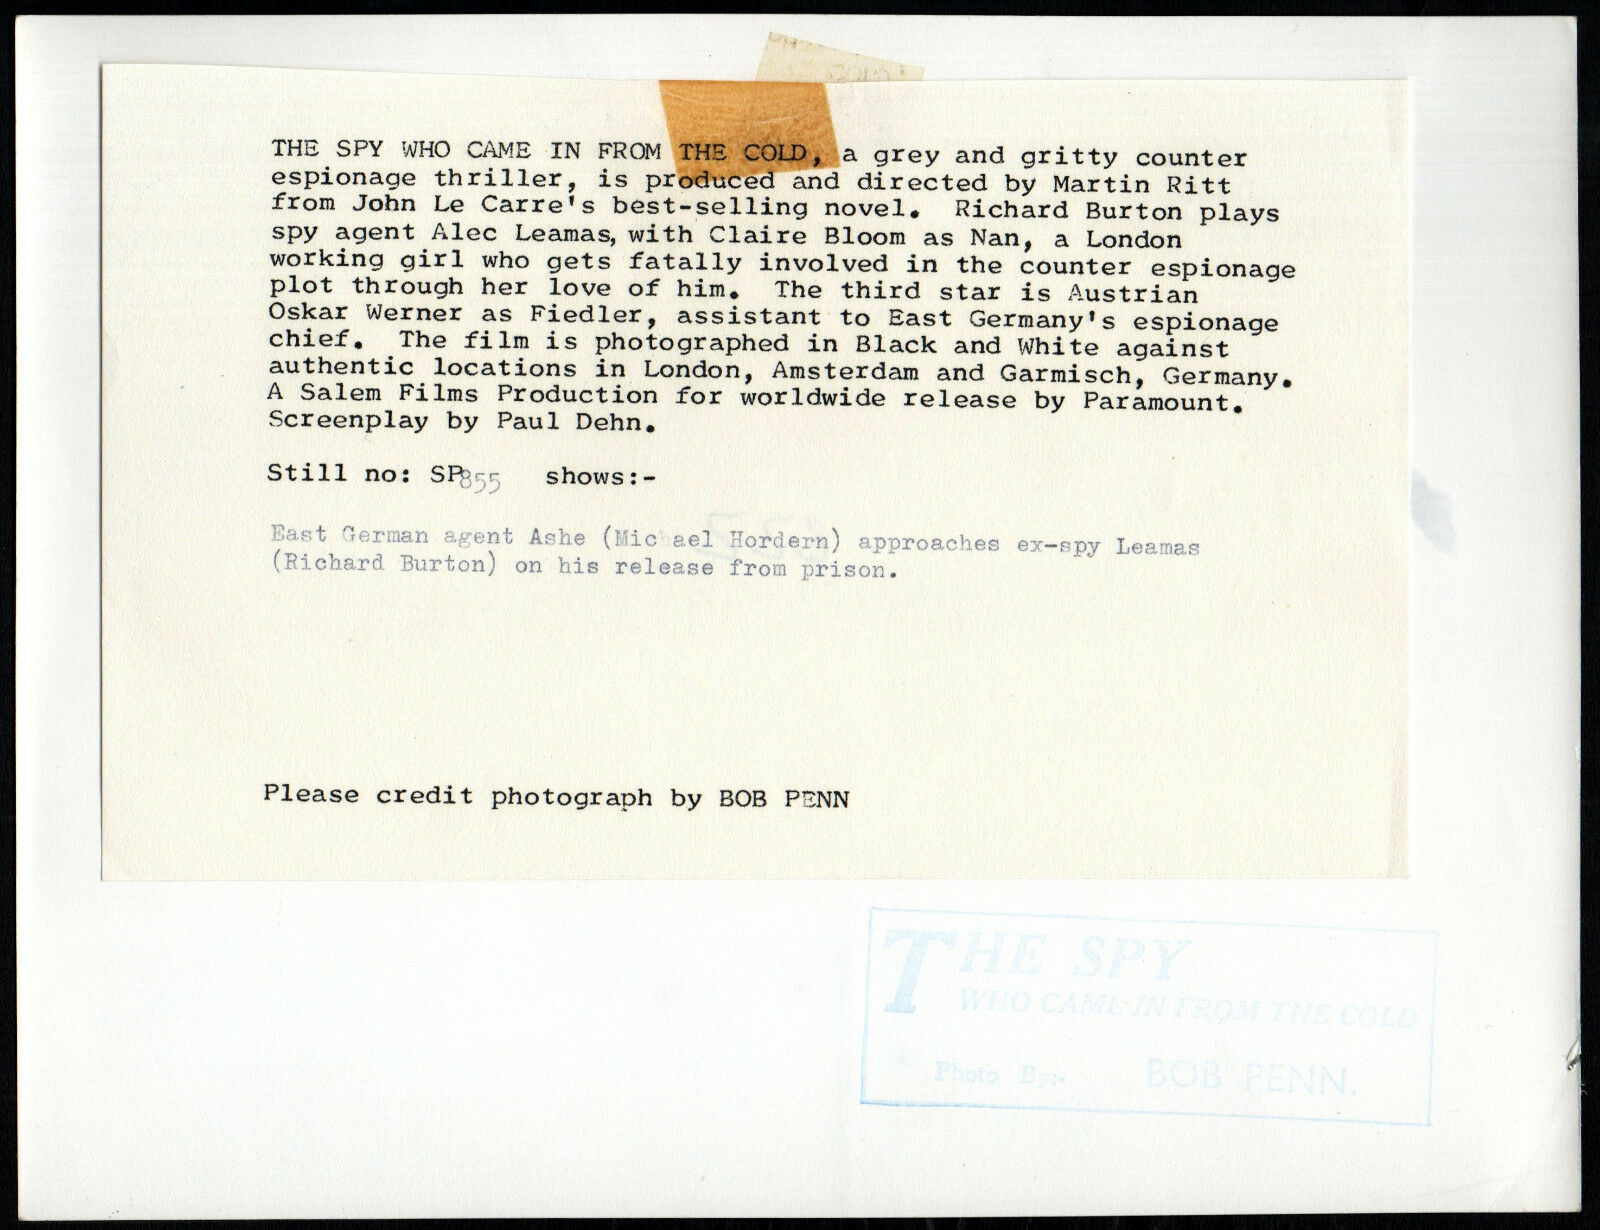 THE SPY WHO CAME IN FROM THE COLD, a grey and gritty counter
espionage thriller, is produced and directed by Martin Ritt
from John Le Carre's best-selling novel. Richard Burton plays
spy agent Alec Leamas, with Claire Bloom as Nan, a London
working girl who gets fatally involved in the counter espionage
plot through her love of him. The third star is Austrian
Oskar Werner as Fiedler, assistant to East Germany's espionage
chief. The film is photographed in Black and White against
authentic locations in London, Amsterdam and Garmisch, Germany.
A Salem Films Production for worldwide release by Paramount.
Screenplay by Paul Dehn.
Still no: SP855 shows:-
East German agent Ashe (Michael Hordern) approaches ex-spy Leamas
(Richard Burton) on his release from prison.
Please credit photograph by BOB PENN
THE SPY
WHO CAME IN FROM THE COLD
Photo By:- BOB PENN.